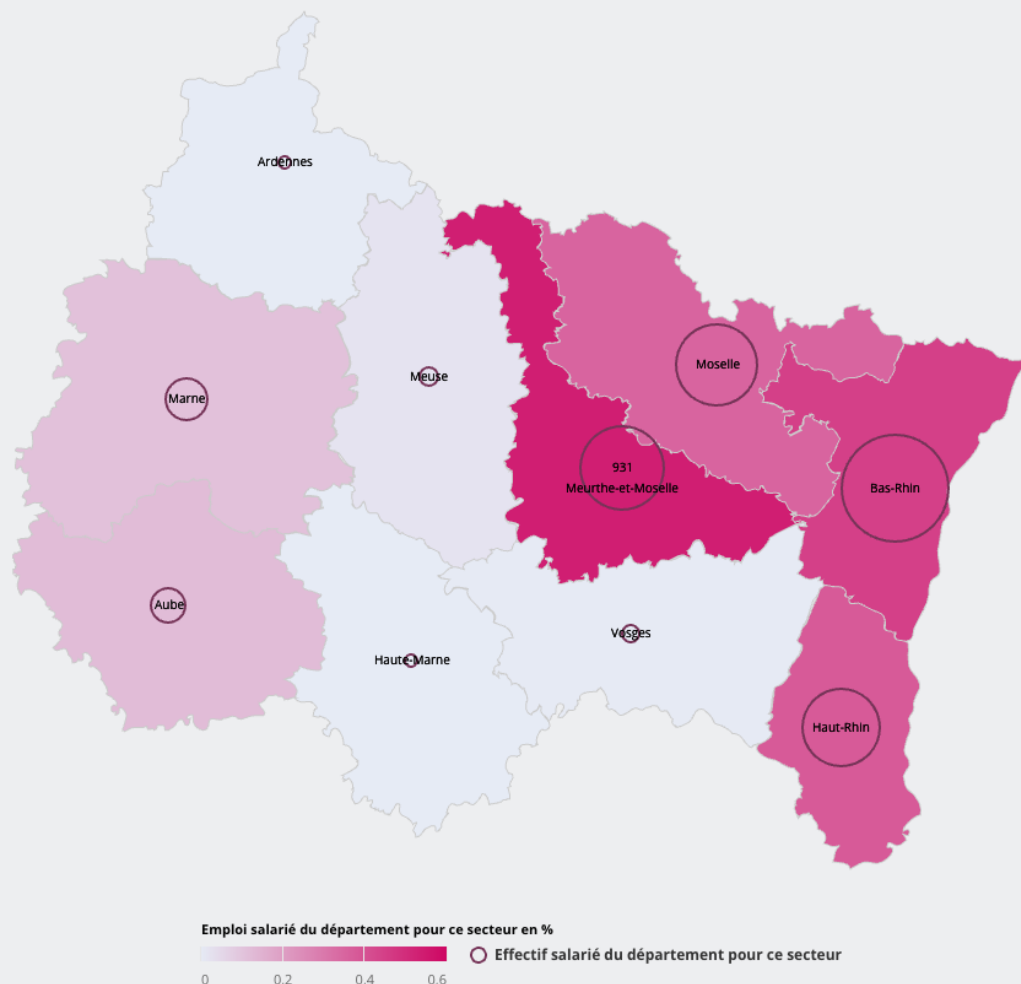 Ardennes
Moselle
Meuse
Marne
931
Meurthe-et-Moselle
Bas-Rhin
Aube
Vosges
Haute-Marne
Haut-Rhin
Emploi salarié du département pour ce secteur en %
0 0.2 0.4 0.6
Effectif salarié du département pour ce secteur